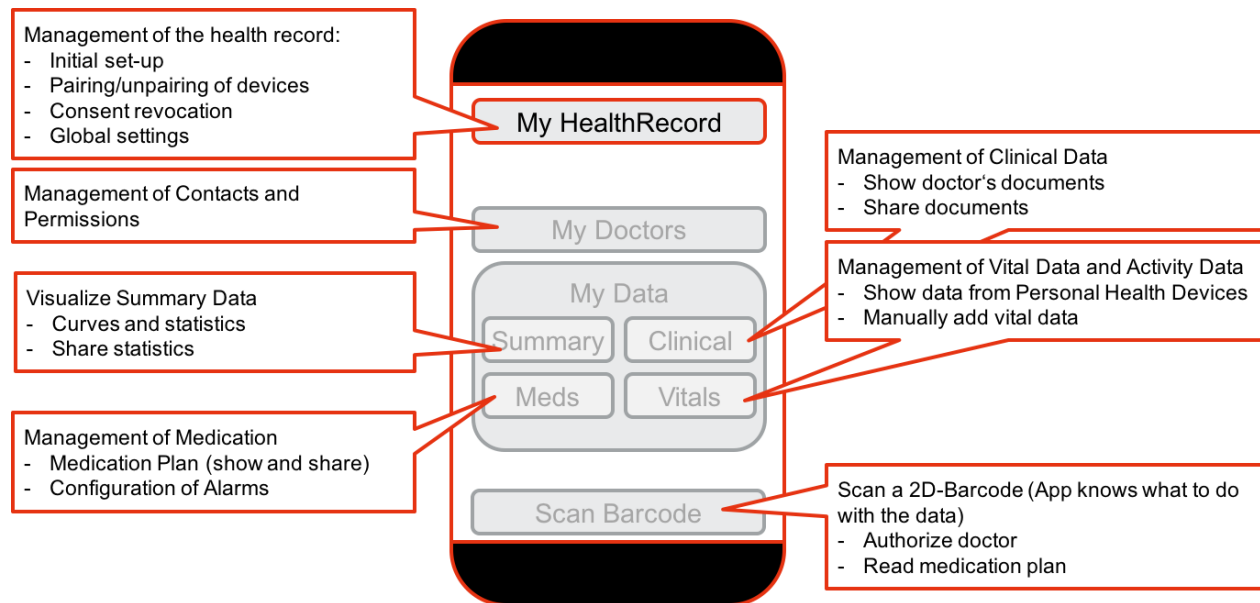 Management of the health record:
- Initial set-up
- Pairing/unpairing of devices
- Consent revocation
- Global settings
Management of Contacts and
Permissions
Visualize Summary Data
- Curves and statistics
- Share statistics
Management of Medication
- Medication Plan (show and share)
- Configuration of Alarms
My HealthRecord
My Doctors
My Data
Summary
Clinical
Meds
Vitals
Scan Barcode
Management of Clinical Data
- Show doctor‘s documents
- Share documents
Management of Vital Data and Activity Data
- Show data from Personal Health Devices
- Manually add vital data
Scan a 2D-Barcode (App knows what to do
with the data)
- Authorize doctor
- Read medication plan